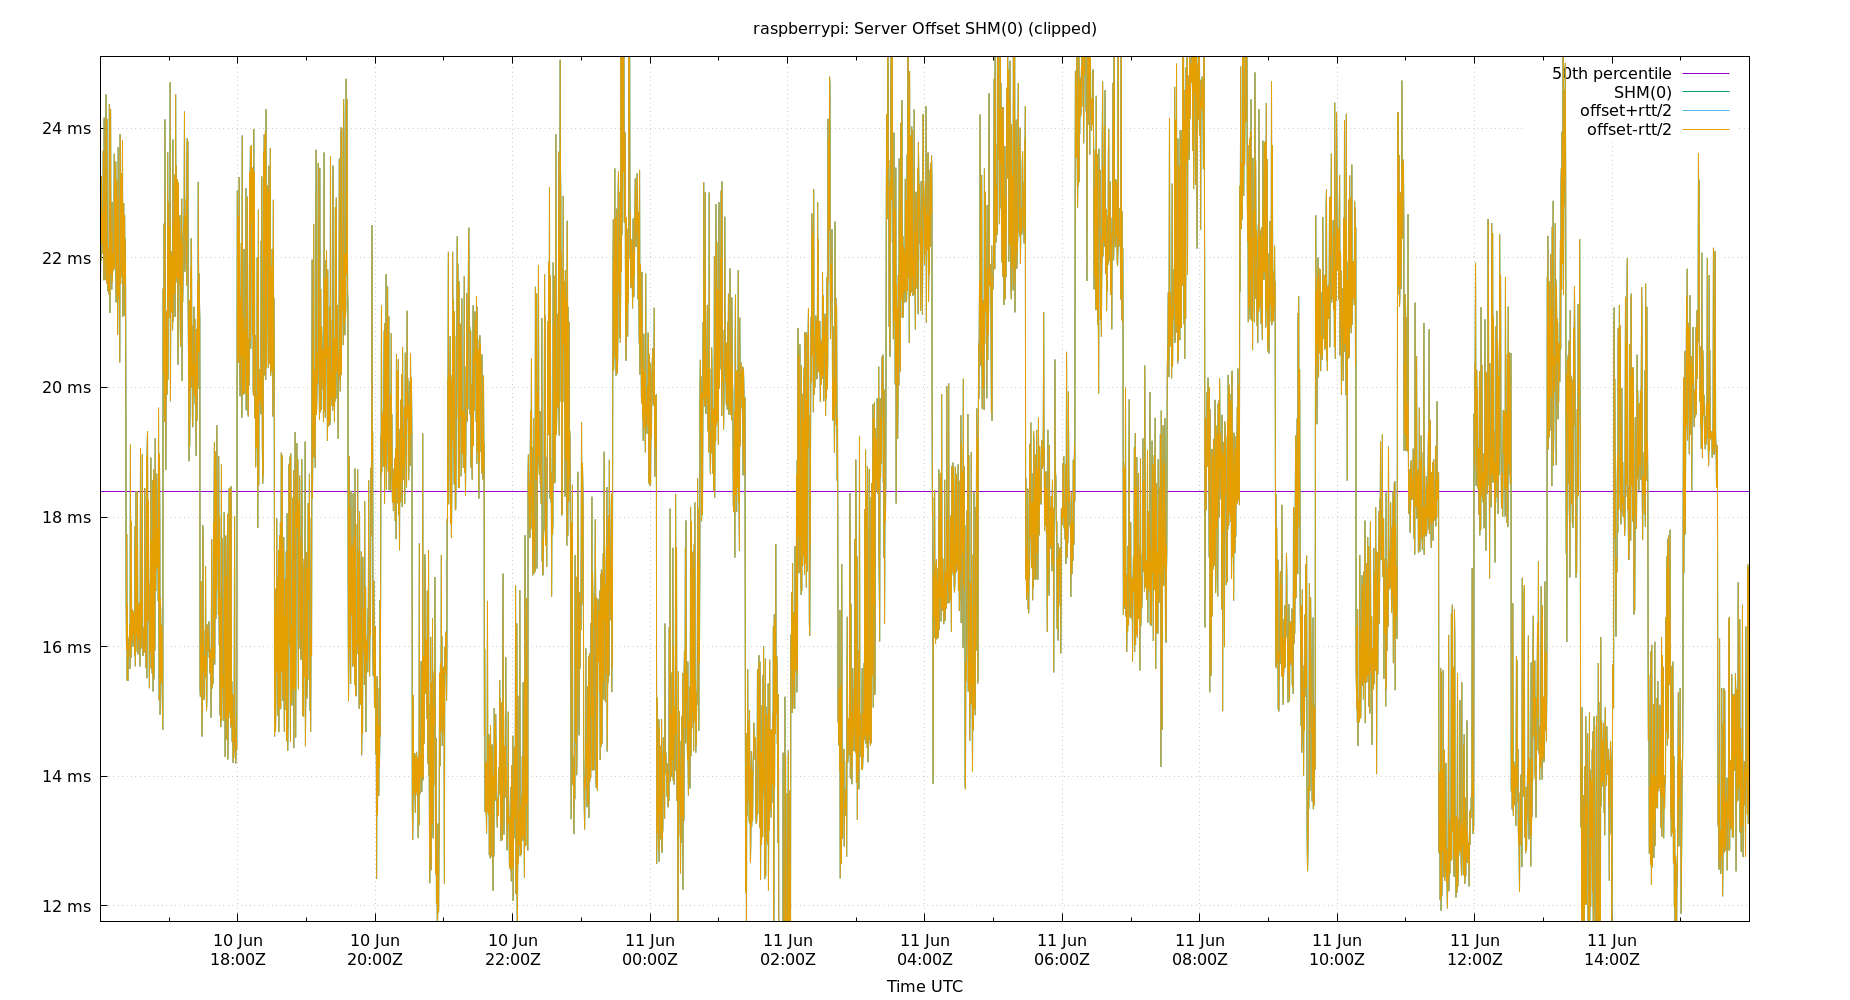 raspberrypi: Server Offset SHM(0) (clipped)
50th percentile
SHM(0)
offset+rtt/2
offset-rtt/2
24 ms
22 ms
20 ms
18 ms
16 ms
14 ms
12 ms
10 Jun 10 Jun 10 Jun 11 Jun 11 Jun 11 Jun 11 Jun 11 Jun 11 Jun 11 Jun 11 Jun
18:00Z 20:00Z 22:00Z 00:00Z 02:00Z 04:00Z 06:00Z 08:00Z 10:00Z 12:00Z 14:00Z
Time UTC